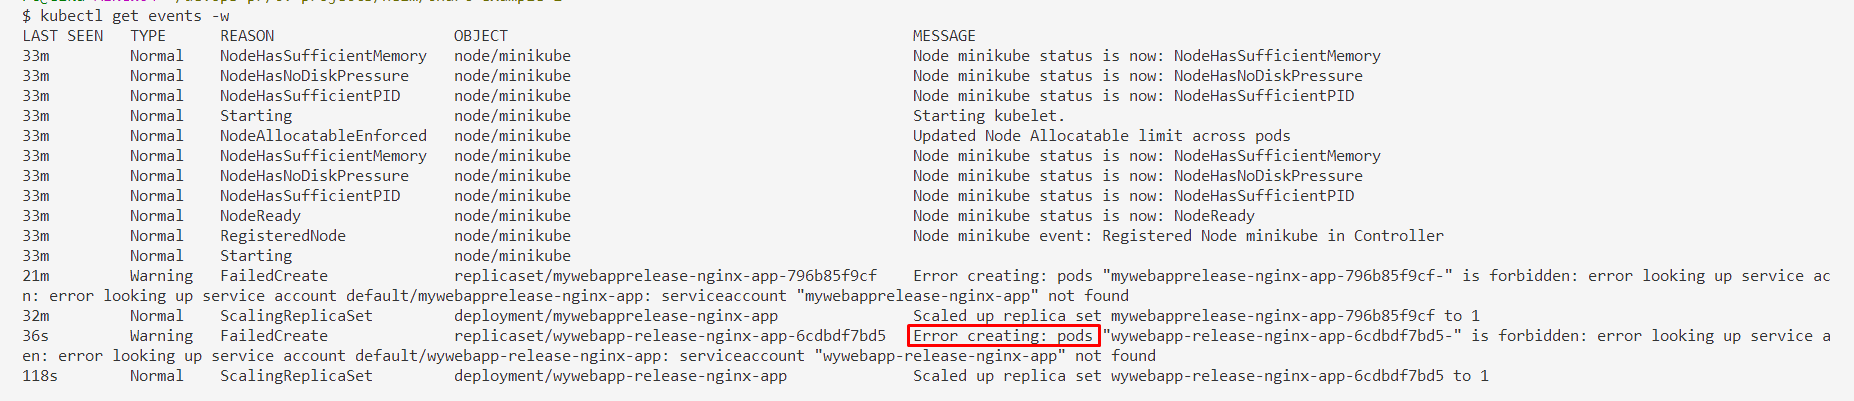 $ kubectl get events -w
LAST SEEN TYPE REASON OBJECT MESSAGE
33m Normal NodeHasSufficientMemory node/minikube Node minikube status is now: NodeHasSufficientMemory
33m Normal NodeHasNoDiskPressure node/minikube Node minikube status is now: NodeHasNoDiskPressure
33m Normal NodeHasSufficientPID node/minikube Node minikube status is now: NodeHasSufficientPID
33m Normal Starting node/minikube Starting kubelet.
33m Normal NodeAllocatableEnforced node/minikube Updated Node Allocatable limit across pods
33m Normal NodeHasSufficientMemory node/minikube Node minikube status is now: NodeHasSufficientMemory
33m Normal NodeHasNoDiskPressure node/minikube Node minikube status is now: NodeHasNoDiskPressure
33m Normal NodeHasSufficientPID node/minikube Node minikube status is now: NodeHasSufficientPID
33m Normal NodeReady node/minikube Node minikube status is now: NodeReady
33m Normal RegisteredNode node/minikube Node minikube event: Registered Node minikube in Controller
33m Normal Starting node/minikube
21m Warning FailedCreate replicaset/mywebapprelease-nginx-app-796b85f9cf Error creating: pods "mywebapprelease-nginx-app-796b85f9cf-" is forbidden: error looking up service ac
n: error looking up service account default/mywebapprelease-nginx-app: serviceaccount "mywebapprelease-nginx-app" not found
32m Normal ScalingReplicaSet deployment/mywebapprelease-nginx-app Scaled up replica set mywebapprelease-nginx-app-796b85f9cf to 1
36s Warning FailedCreate replicaset/wywebapp-release-nginx-app-6cdbdf7bd5 Error creating: pods "wywebapp-release-nginx-app-6cdbdf7bd5-" is forbidden: error looking up service a
en: error looking up service account default/wywebapp-release-nginx-app: serviceaccount "wywebapp-release-nginx-app" not found
118s Normal ScalingReplicaSet deployment/wywebapp-release-nginx-app Scaled up replica set wywebapp-release-nginx-app-6cdbdf7bd5 to 1